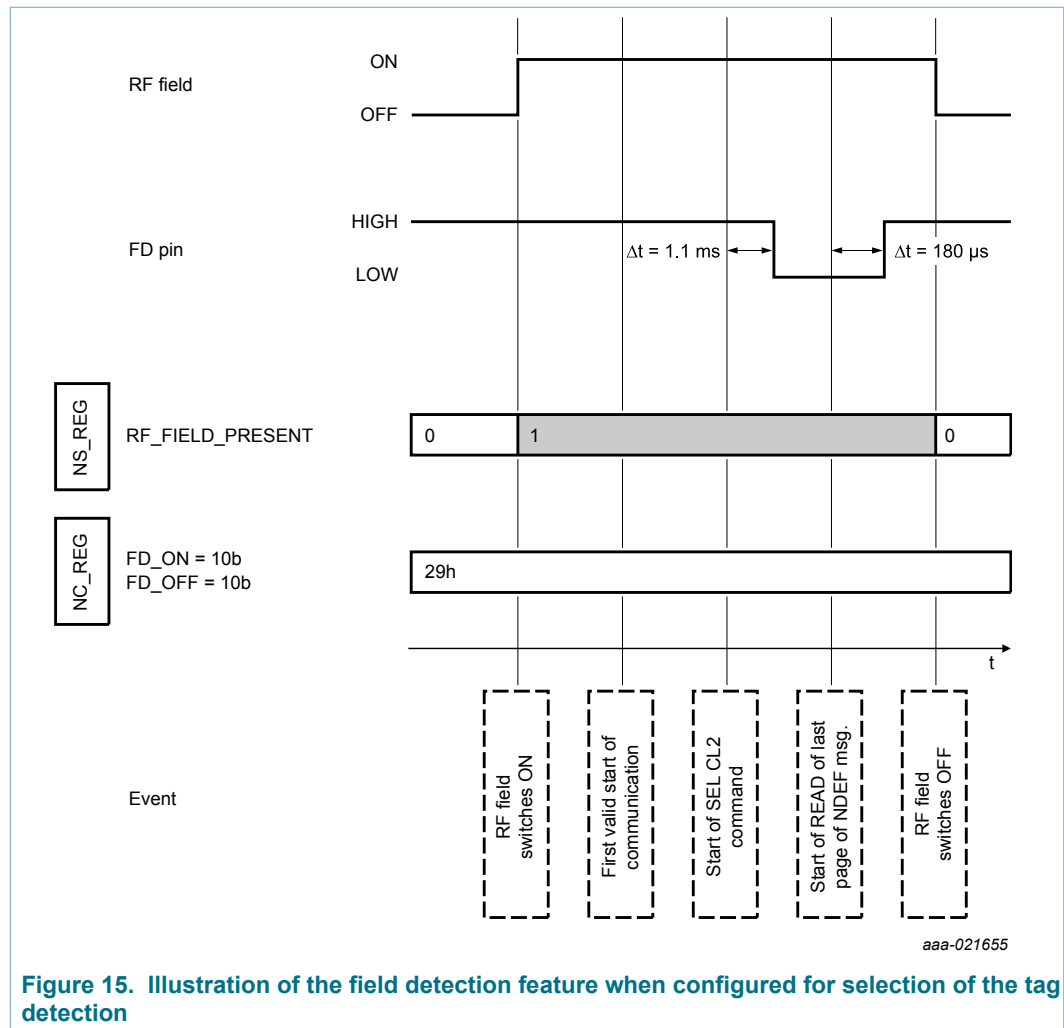 RF field
ON
OFF
FD pin
HIGH
LOW
Δt = 1.1 ms
Δt = 180 µs
NS_REG
RF_FIELD_PRESENT
0
1
0
NC_REG
FD_ON = 10b
FD_OFF = 10b
29h
t
Event
RF field
switches ON
First valid start of
communication
Start of SEL CL2
command
Start of READ of last
page of NDEF msg.
RF field
switches OFF
aaa-021655
Figure 15. Illustration of the field detection feature when configured for selection of the tag
detection